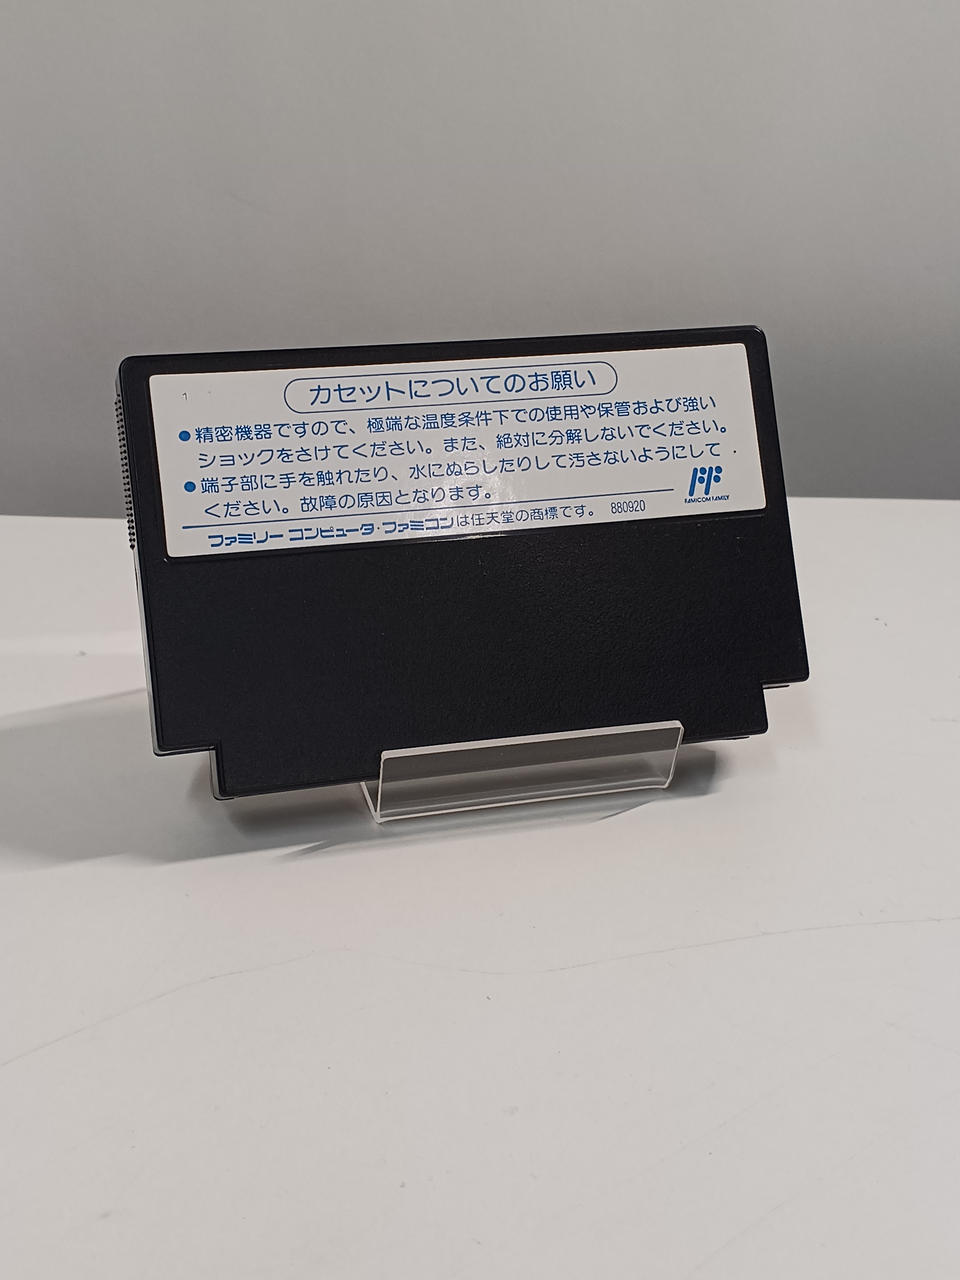 1
カセットについてのお願い
●精密機器ですので、極端な温度条件下での使用や保管および強い
ショックをさけてください。また、絶対に分解しないでください。
●端子部に手を触れたり、水にぬらしたりして汚さないようにして
ください。故障の原因となります。
FAMICOM FAMILY
ファミリー コンピュータ・ファミコンは任天堂の商標です。 880920